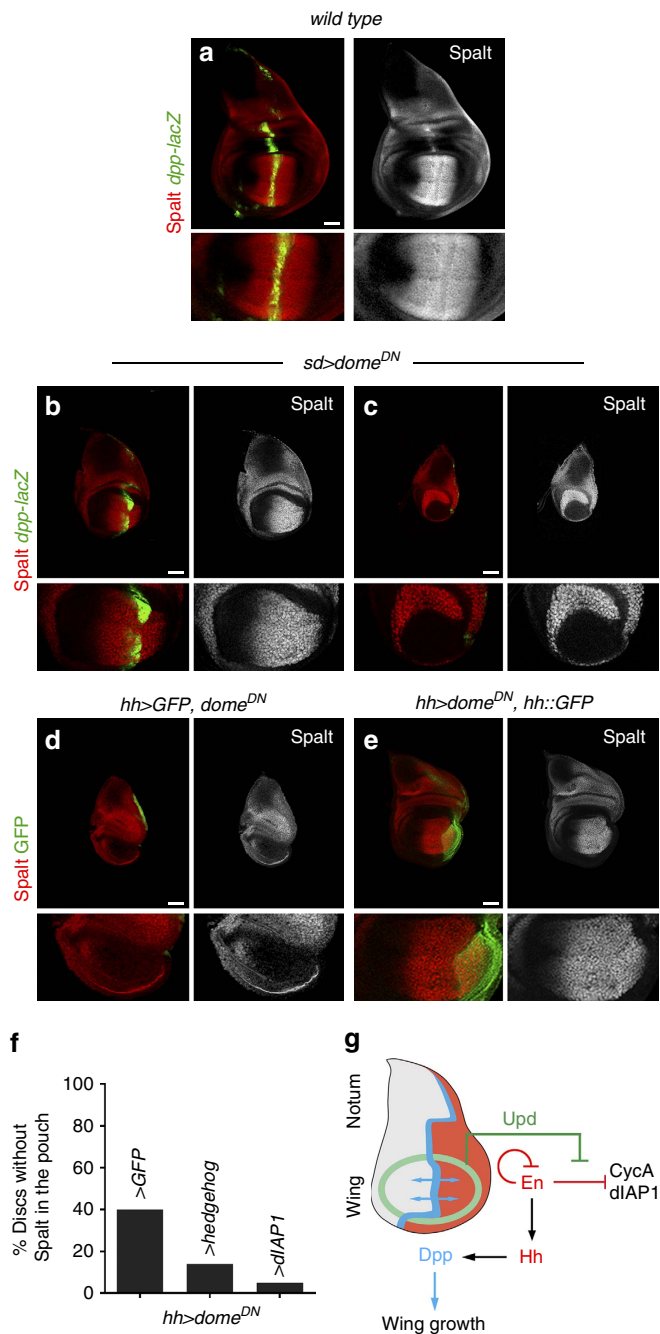 wild type
a
Spalt
Spalt dpp-lacZ
sd>dome^DN
b
Spalt
c
Spalt
Spalt dpp-lacZ
hh>GFP, dome^DN
hh>dome^DN, hh::GFP
d
Spalt
e
Spalt
Spalt GFP
f
% Discs without
Spalt in the pouch
100
80
60
40
20
0
>GFP
>hedgehog
>dIAP1
hh>dome^DN
g
Notum
Wing
Upd
En
CycA
dIAP1
Dpp
Hh
Wing growth